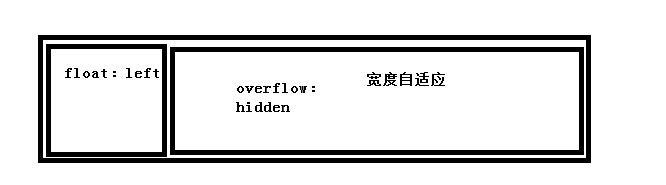 float：left
overflow：
hidden
宽度自适应